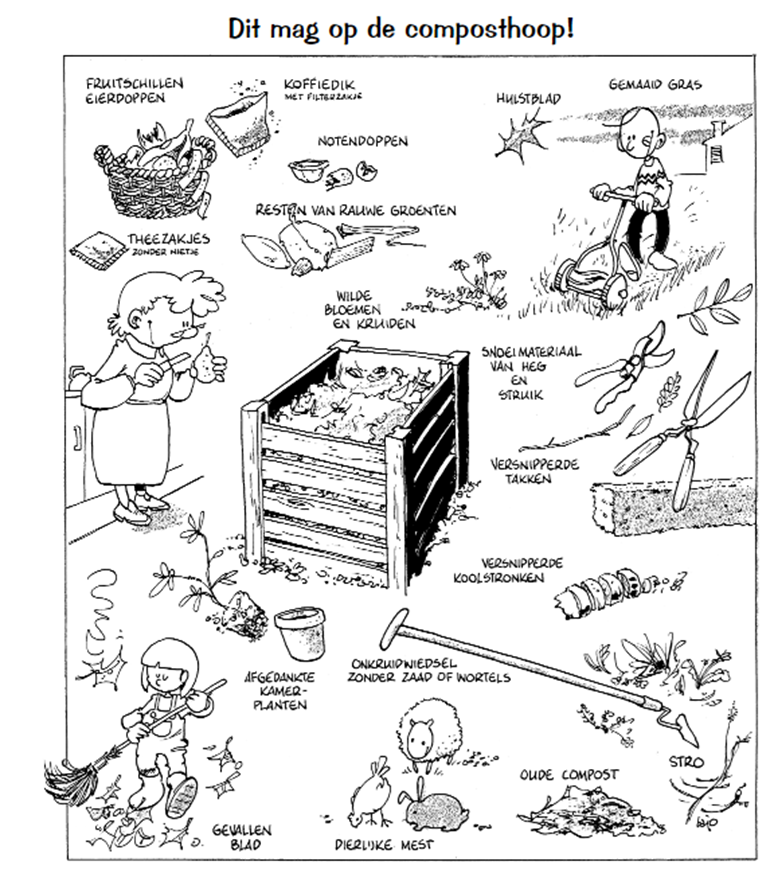 Dit mag op de composthoop!
FRUITSCHILLEN
EIERDOPPEN
KOFFIEDIK
MET FILTERZAKJE
HULSTBLAD
GEMAAID GRAS
NOTENDOPPEN
RESTEN VAN RAUWE GROENTEN
THEEZAKJES
ZONDER NIETJE
WILDE
BLOEMEN
EN KRUIDEN
SNOEIMATERIAAL
VAN HEG
EN
STRUIK
VERSNIPPERDE
TAKKEN
VERSNIPPERDE
KOOLSTRONKEN
AFGEDANKTE
KAMER-
PLANTEN
ONKRUIDWIEDSEL
ZONDER ZAAD OF WORTELS
STRO
OUDE COMPOST
GEVALLEN
BLAD
DIERLIJKE MEST